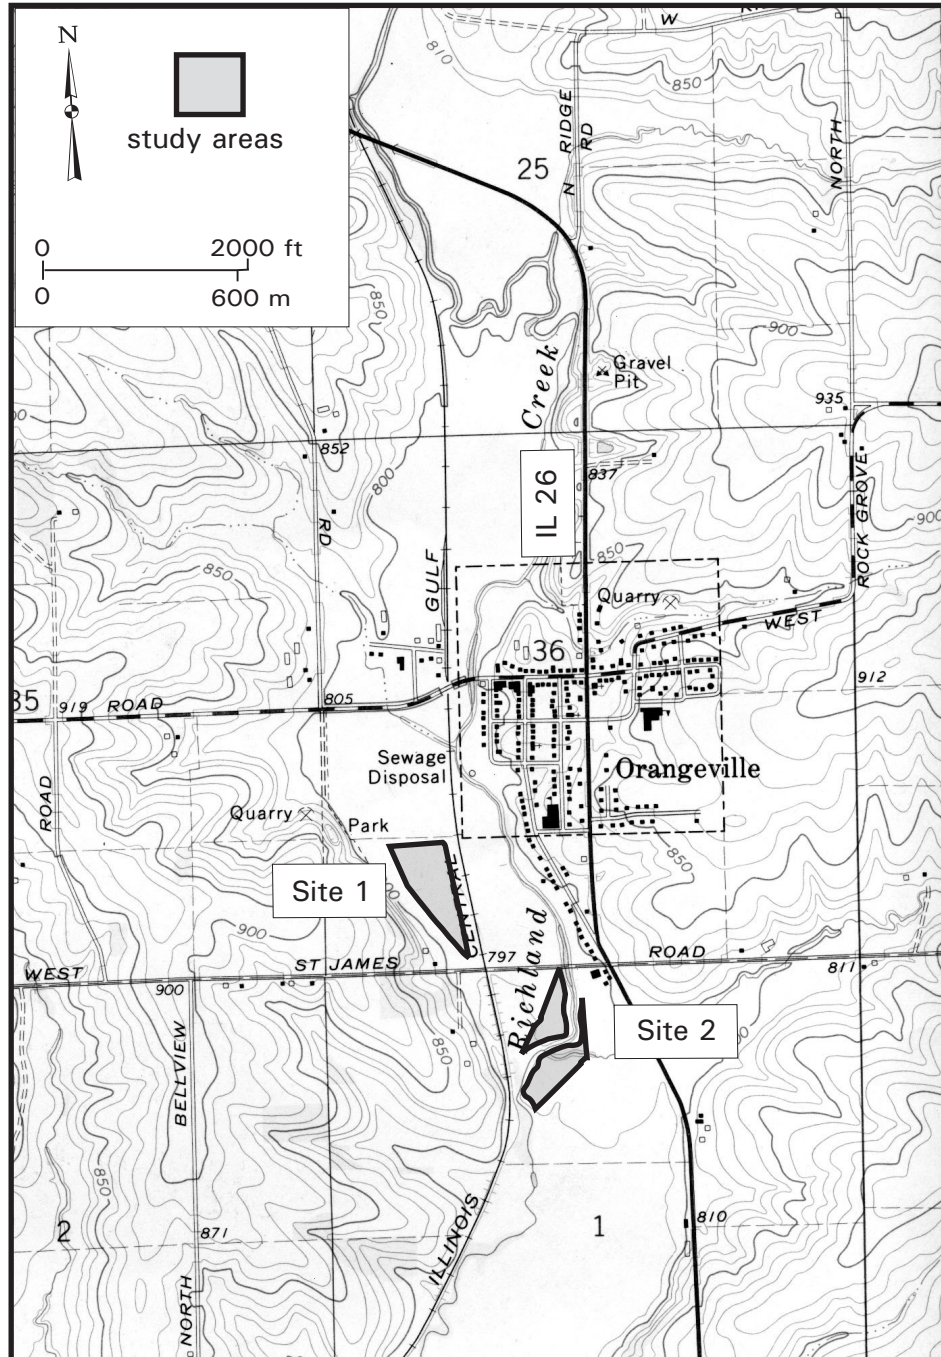 N
study areas
0 2000 ft
0 600 m
W
810
850
RIDGE
RD
N
NORTH
25
850
900
Creek
Gravel
Pit
935
852
800
IL 26
837
ROCK GROVE
900
RD
850
GULF
850
Quarry
WEST
36
912
35
919 ROAD
805
Sewage
Disposal
Orangeville
ROAD
Quarry
Park
850
Site 1
CENTRAL
900
Richland
797
ROAD
WEST
ST JAMES
811
900
Site 2
850
850
BELLVIEW
850
ILLINOIS
2
871
1
810
NORTH